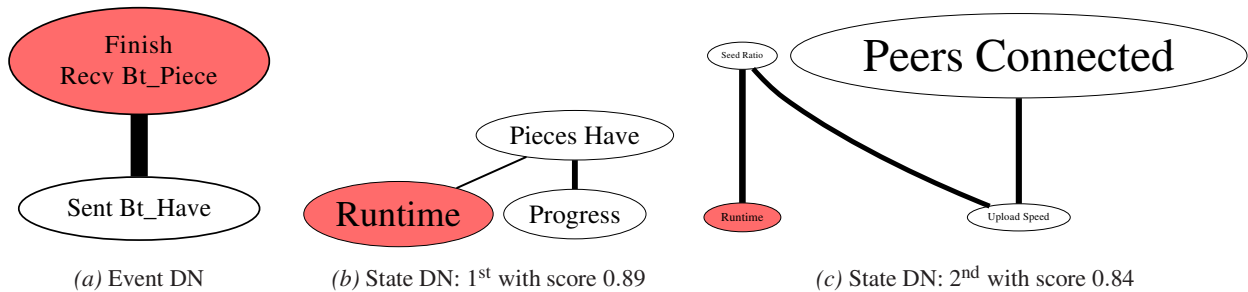 Finish
Recv Bt_Piece
Sent Bt_Have
(a) Event DN
Pieces Have
Runtime
Progress
(b) State DN: 1st with score 0.89
Seed Ratio
Peers Connected
Runtime
Upload Speed
(c) State DN: 2nd with score 0.84